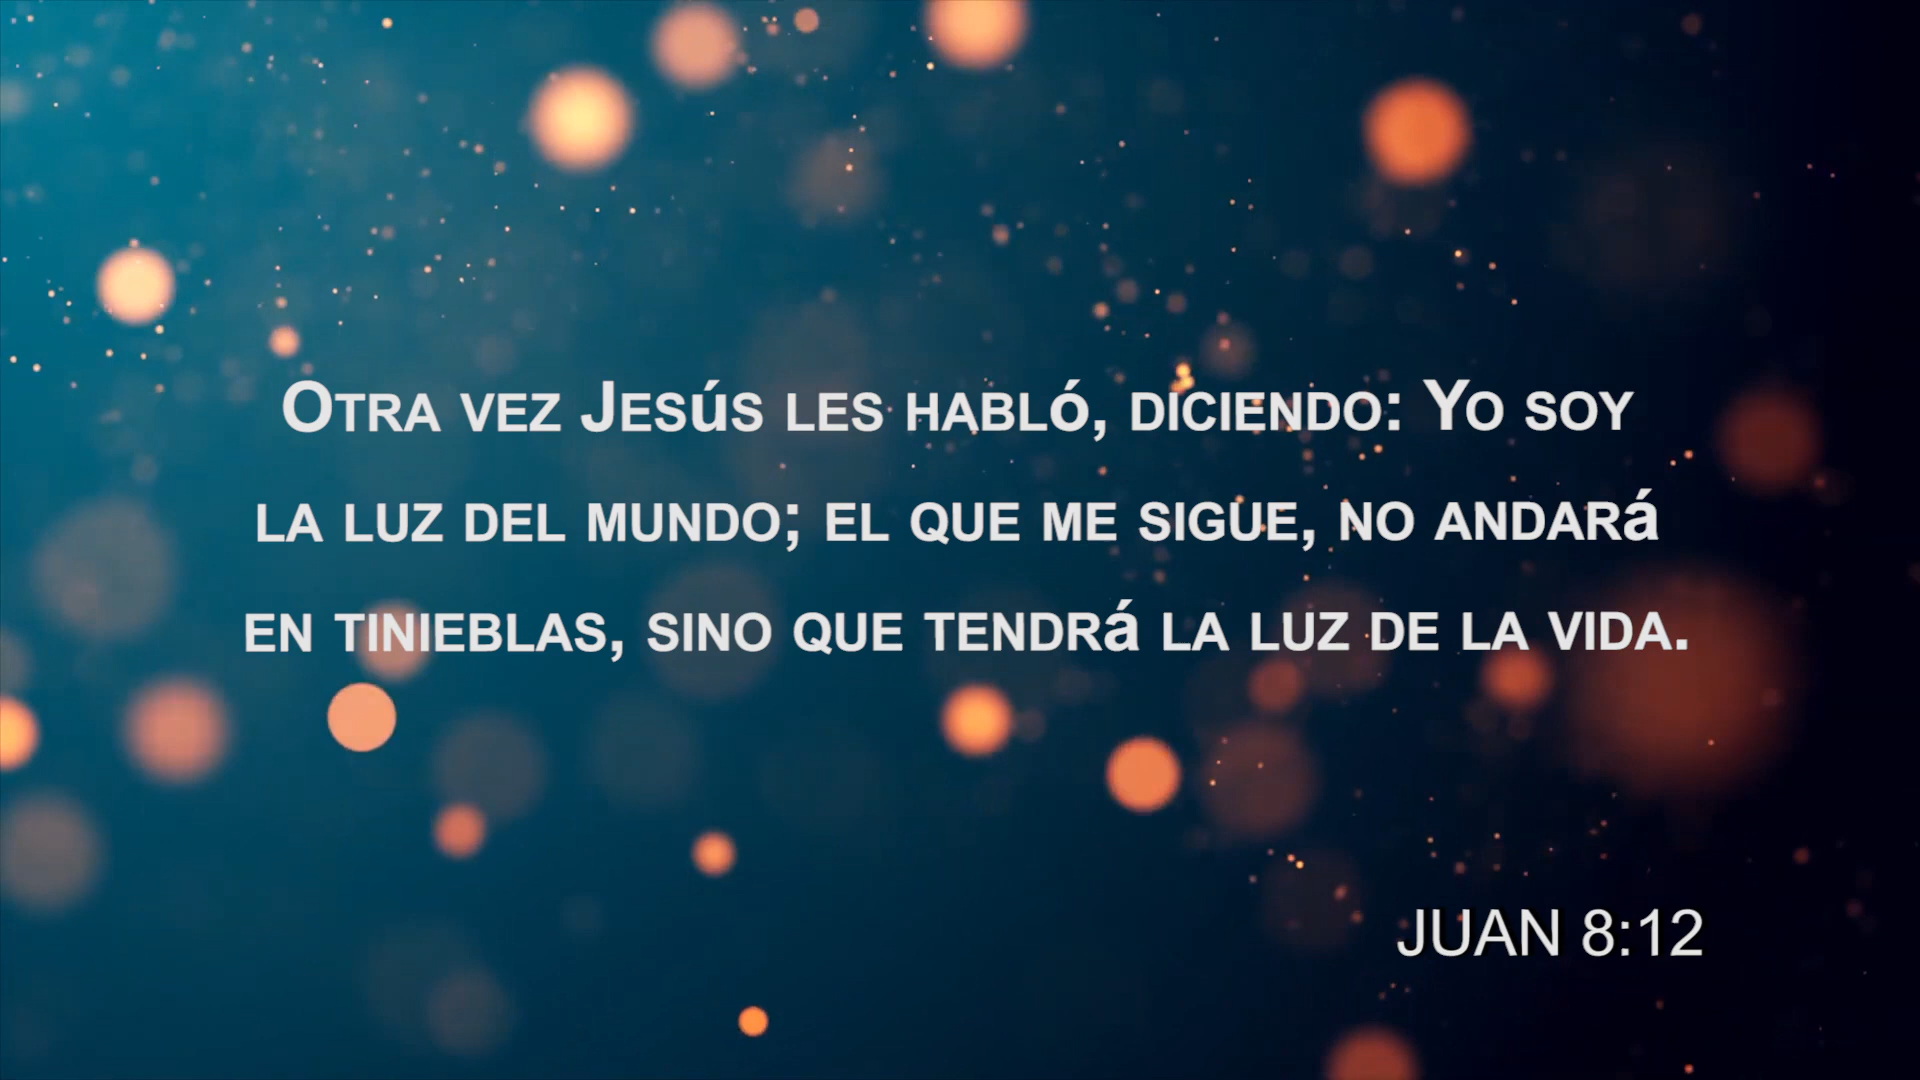 Otra vez Jesús les habló, diciendo: Yo soy
la luz del mundo; el que me sigue, no andará
en tinieblas, sino que tendrá la luz de la vida.
JUAN 8:12